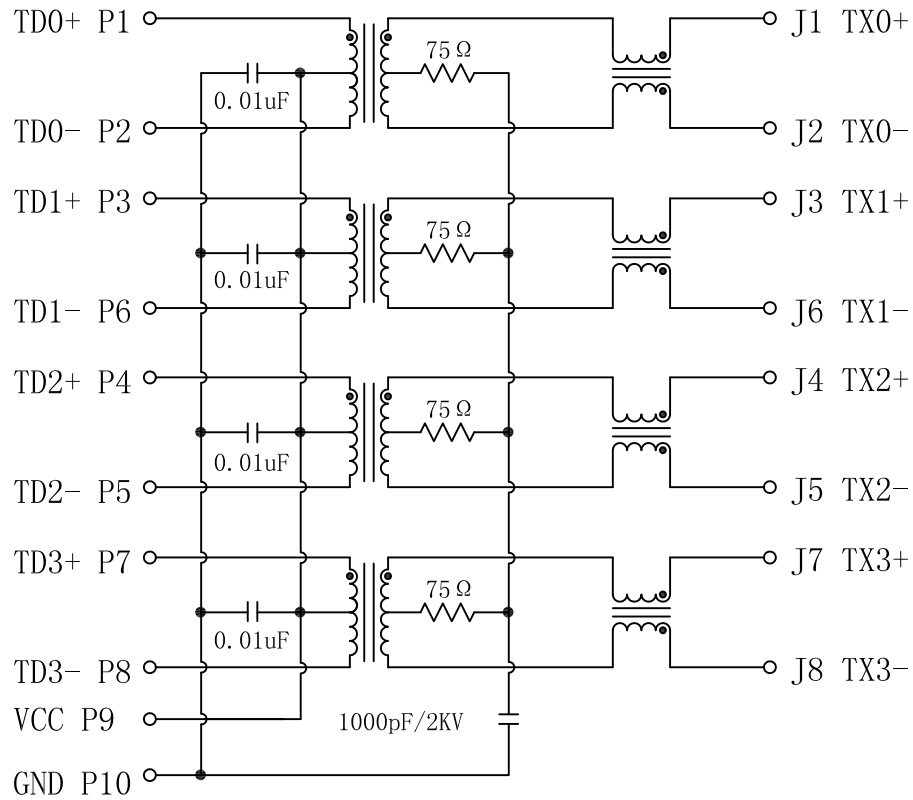 TD0+ P1
J1 TX0+
75Ω
0.01uF
TD0- P2
J2 TX0-
TD1+ P3
J3 TX1+
75Ω
0.01uF
TD1- P6
J6 TX1-
TD2+ P4
J4 TX2+
75Ω
0.01uF
TD2- P5
J5 TX2-
TD3+ P7
J7 TX3+
75Ω
0.01uF
TD3- P8
J8 TX3-
VCC P9
1000pF/2KV
GND P10